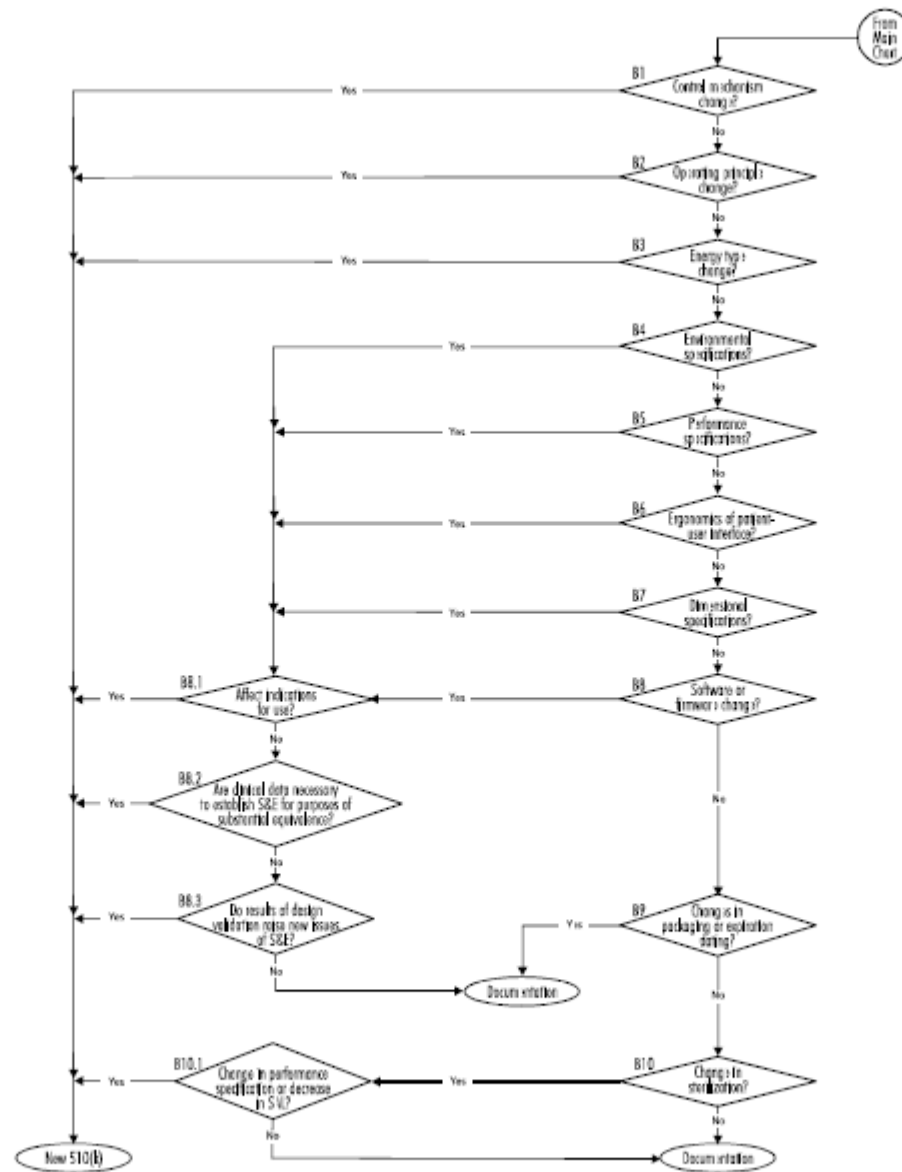 From
Main
Chart
B1
Control mechanism
change?
Yes
No
B2
Operating principle
change?
Yes
No
B3
Energy type
change?
Yes
No
B4
Environmental
specifications?
Yes
No
B5
Performance
specifications?
Yes
No
B6
Ergonomics of patient-
user interface?
Yes
No
B7
Dimensional
specifications?
Yes
No
B8
Software or
firmware change?
Yes
B8.1
Affect indications
for use?
Yes
No
B8.2
Are clinical data necessary
to establish S&E for purposes of
substantial equivalence?
Yes
No
No
B8.3
Do results of design
validation raise new issues
of S&E?
Yes
No
B9
Changes in
packaging or expiration
dating?
Yes
No
Documentation
B10
Change in
sterilization?
Yes
No
B10.1
Change in performance
specification or decrease
in
Yes
No
New 510(k)
Documentation